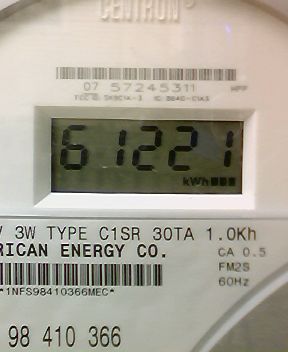 CENTRON®
07 57245311
61221
kWh
3W TYPE C1SR 30TA 1.0Kh
RICAN ENERGY CO.
CA 0.5
FM2S
60Hz
*1NFS98410366MEC*
98 410 366